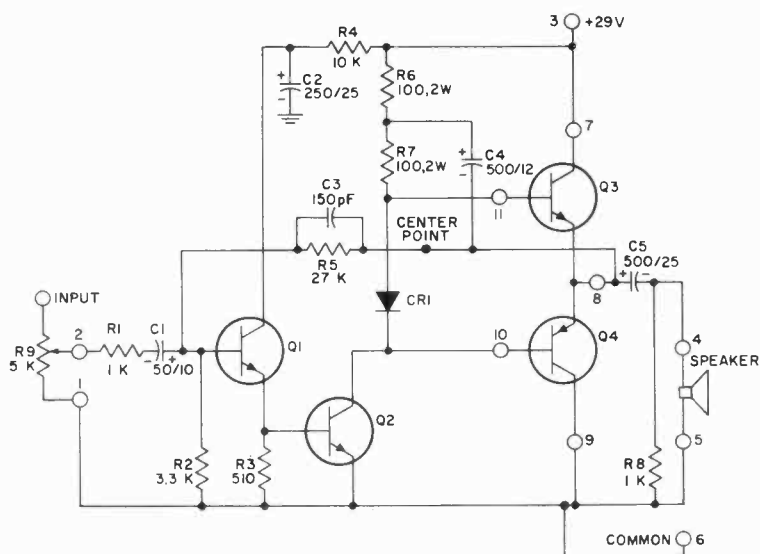 3
+29V
R4
10 K
C2
250/25
+
-
R6
100,2W
7
R7
100,2W
+
-
C4
500/12
Q3
C3
150pF
11
CENTER
POINT
R5
27 K
C5
500/25
+
-
8
INPUT
CR1
2
R1
C1
Q1
10
Q4
4
R9
5 K
1 K
-
+
50/10
SPEAKER
1
Q2
9
5
R2
3.3 K
R3
510
R8
1 K
COMMON
6